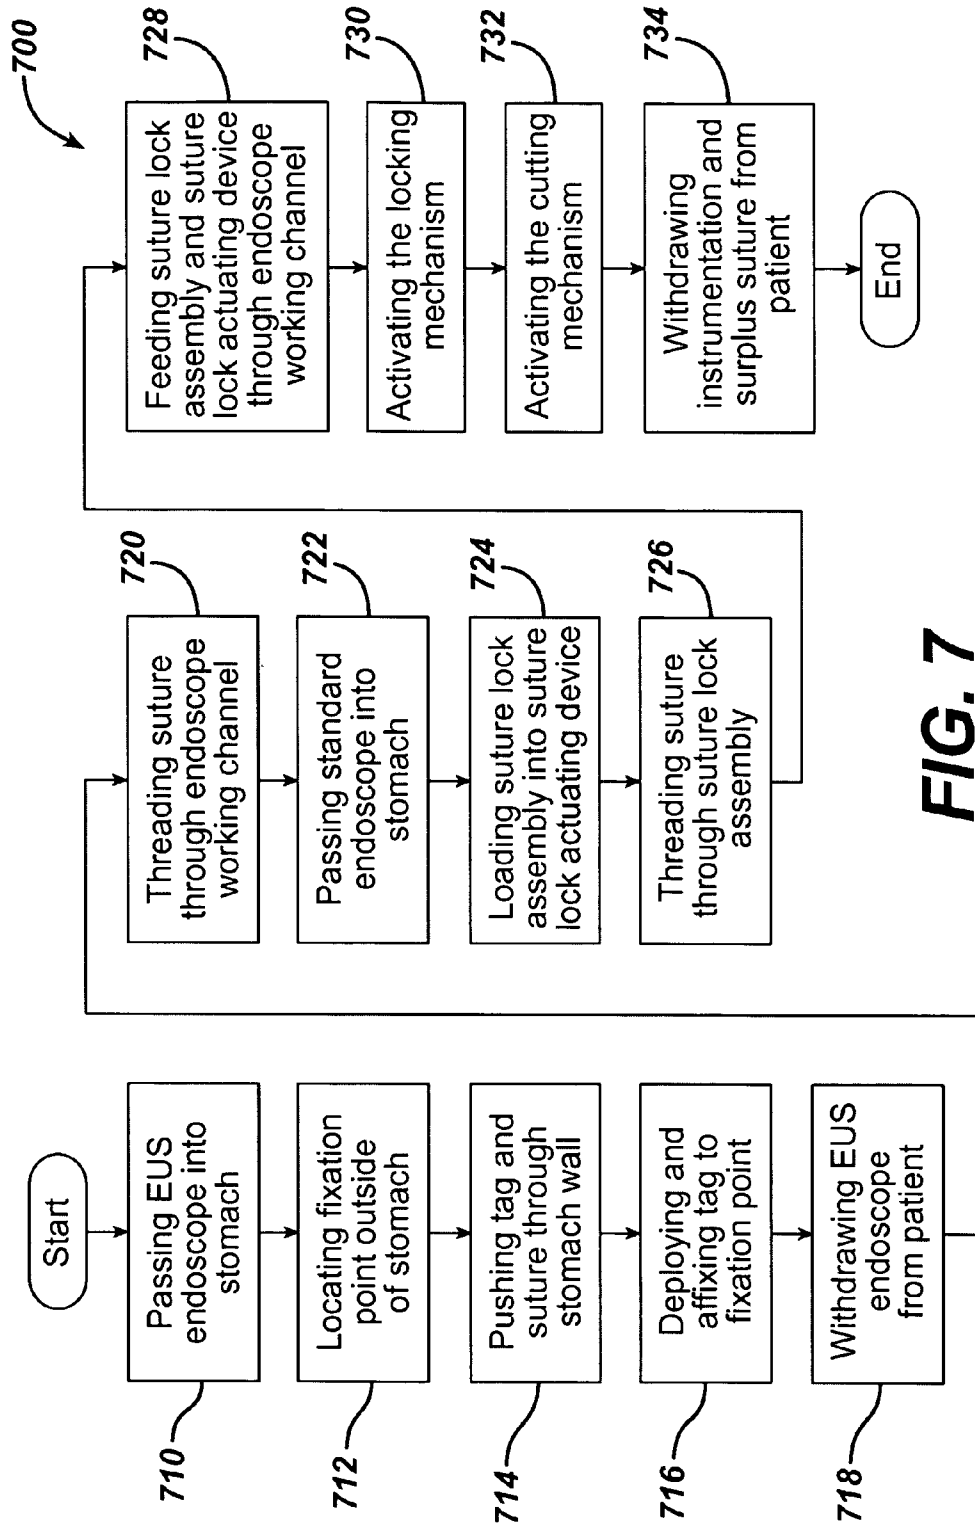 700
Start
Passing EUS
endoscope into
stomach
710
Locating fixation
point outside
of stomach
712
Pushing tag and
suture through
stomach wall
714
Deploying and
affixing tag to
fixation point
716
Withdrawing EUS
endoscope
from patient
718
Threading suture
through endoscope
working channel
720
Passing standard
endoscope into
stomach
722
Loading suture lock
assembly into suture
lock actuating device
724
Threading suture
through suture lock
assembly
726
Feeding suture lock
assembly and suture
lock actuating device
through endoscope
working channel
728
Activating the locking
mechanism
730
Activating the cutting
mechanism
732
Withdrawing
instrumentation and
surplus suture from
patient
734
End
FIG. 7